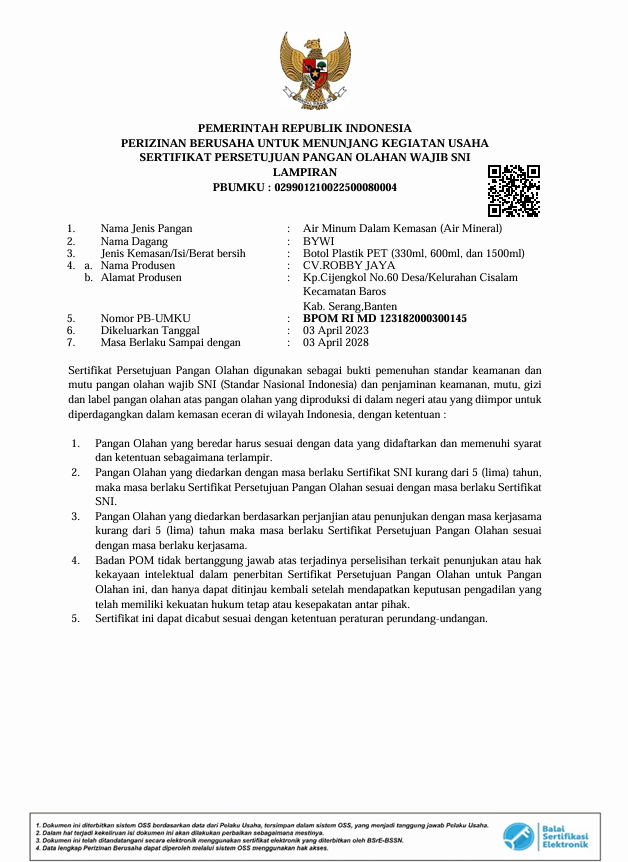 PEMERINTAH REPUBLIK INDONESIA
PERIZINAN BERUSAHA UNTUK MENUNJANG KEGIATAN USAHA
SERTIFIKAT PERSETUJUAN PANGAN OLAHAN WAJIB SNI
LAMPIRAN
PBUMKU : 029901210022500080004
1. Nama Jenis Pangan : Air Minum Dalam Kemasan (Air Mineral)
2. Nama Dagang : BYWI
3. Jenis Kemasan/Isi/Berat bersih : Botol Plastik PET (330ml, 600ml, dan 1500ml)
4. a. Nama Produsen : CV.ROBBY JAYA
b. Alamat Produsen : Kp.Cijengkol No.60 Desa/Kelurahan Cisalam
Kecamatan Baros
Kab. Serang,Banten
5. Nomor PB-UMKU : BPOM RI MD 123182000300145
6. Dikeluarkan Tanggal : 03 April 2023
7. Masa Berlaku Sampai dengan : 03 April 2028
Sertifikat Persetujuan Pangan Olahan digunakan sebagai bukti pemenuhan standar keamanan dan
mutu pangan olahan wajib SNI (Standar Nasional Indonesia) dan penjaminan keamanan, mutu, gizi
dan label pangan olahan atas pangan olahan yang diproduksi di dalam negeri atau yang diimpor untuk
diperdagangkan dalam kemasan eceran di wilayah Indonesia, dengan ketentuan :
1. Pangan Olahan yang beredar harus sesuai dengan data yang didaftarkan dan memenuhi syarat
dan ketentuan sebagaimana terlampir.
2. Pangan Olahan yang diedarkan dengan masa berlaku Sertifikat SNI kurang dari 5 (lima) tahun,
maka masa berlaku Sertifikat Persetujuan Pangan Olahan sesuai dengan masa berlaku Sertifikat
SNI.
3. Pangan Olahan yang diedarkan berdasarkan perjanjian atau penunjukan dengan masa kerjasama
kurang dari 5 (lima) tahun maka masa berlaku Sertifikat Persetujuan Pangan Olahan sesuai
dengan masa berlaku kerjasama.
4. Badan POM tidak bertanggung jawab atas terjadinya perselisihan terkait penunjukan atau hak
kekayaan intelektual dalam penerbitan Sertifikat Persetujuan Pangan Olahan untuk Pangan
Olahan ini, dan hanya dapat ditinjau kembali setelah mendapatkan keputusan pengadilan yang
telah memiliki kekuatan hukum tetap atau kesepakatan antar pihak.
5. Sertifikat ini dapat dicabut sesuai dengan ketentuan peraturan perundang-undangan.
1. Dokumen ini diterbitkan sistem OSS berdasarkan data dari Pelaku Usaha, tersimpan dalam sistem OSS, yang menjadi tanggung jawab Pelaku Usaha.
2. Dalam hal terjadi kekeliruan isi dokumen ini akan dilakukan perbaikan sebagaimana mestinya.
3. Dokumen ini telah ditandatangani secara elektronik menggunakan sertifikat elektronik yang diterbitkan oleh BSrE-BSSN.
4. Data lengkap Perizinan Berusaha dapat diperoleh melalui sistem OSS menggunakan hak akses.
Balai
Sertifikasi
Elektronik